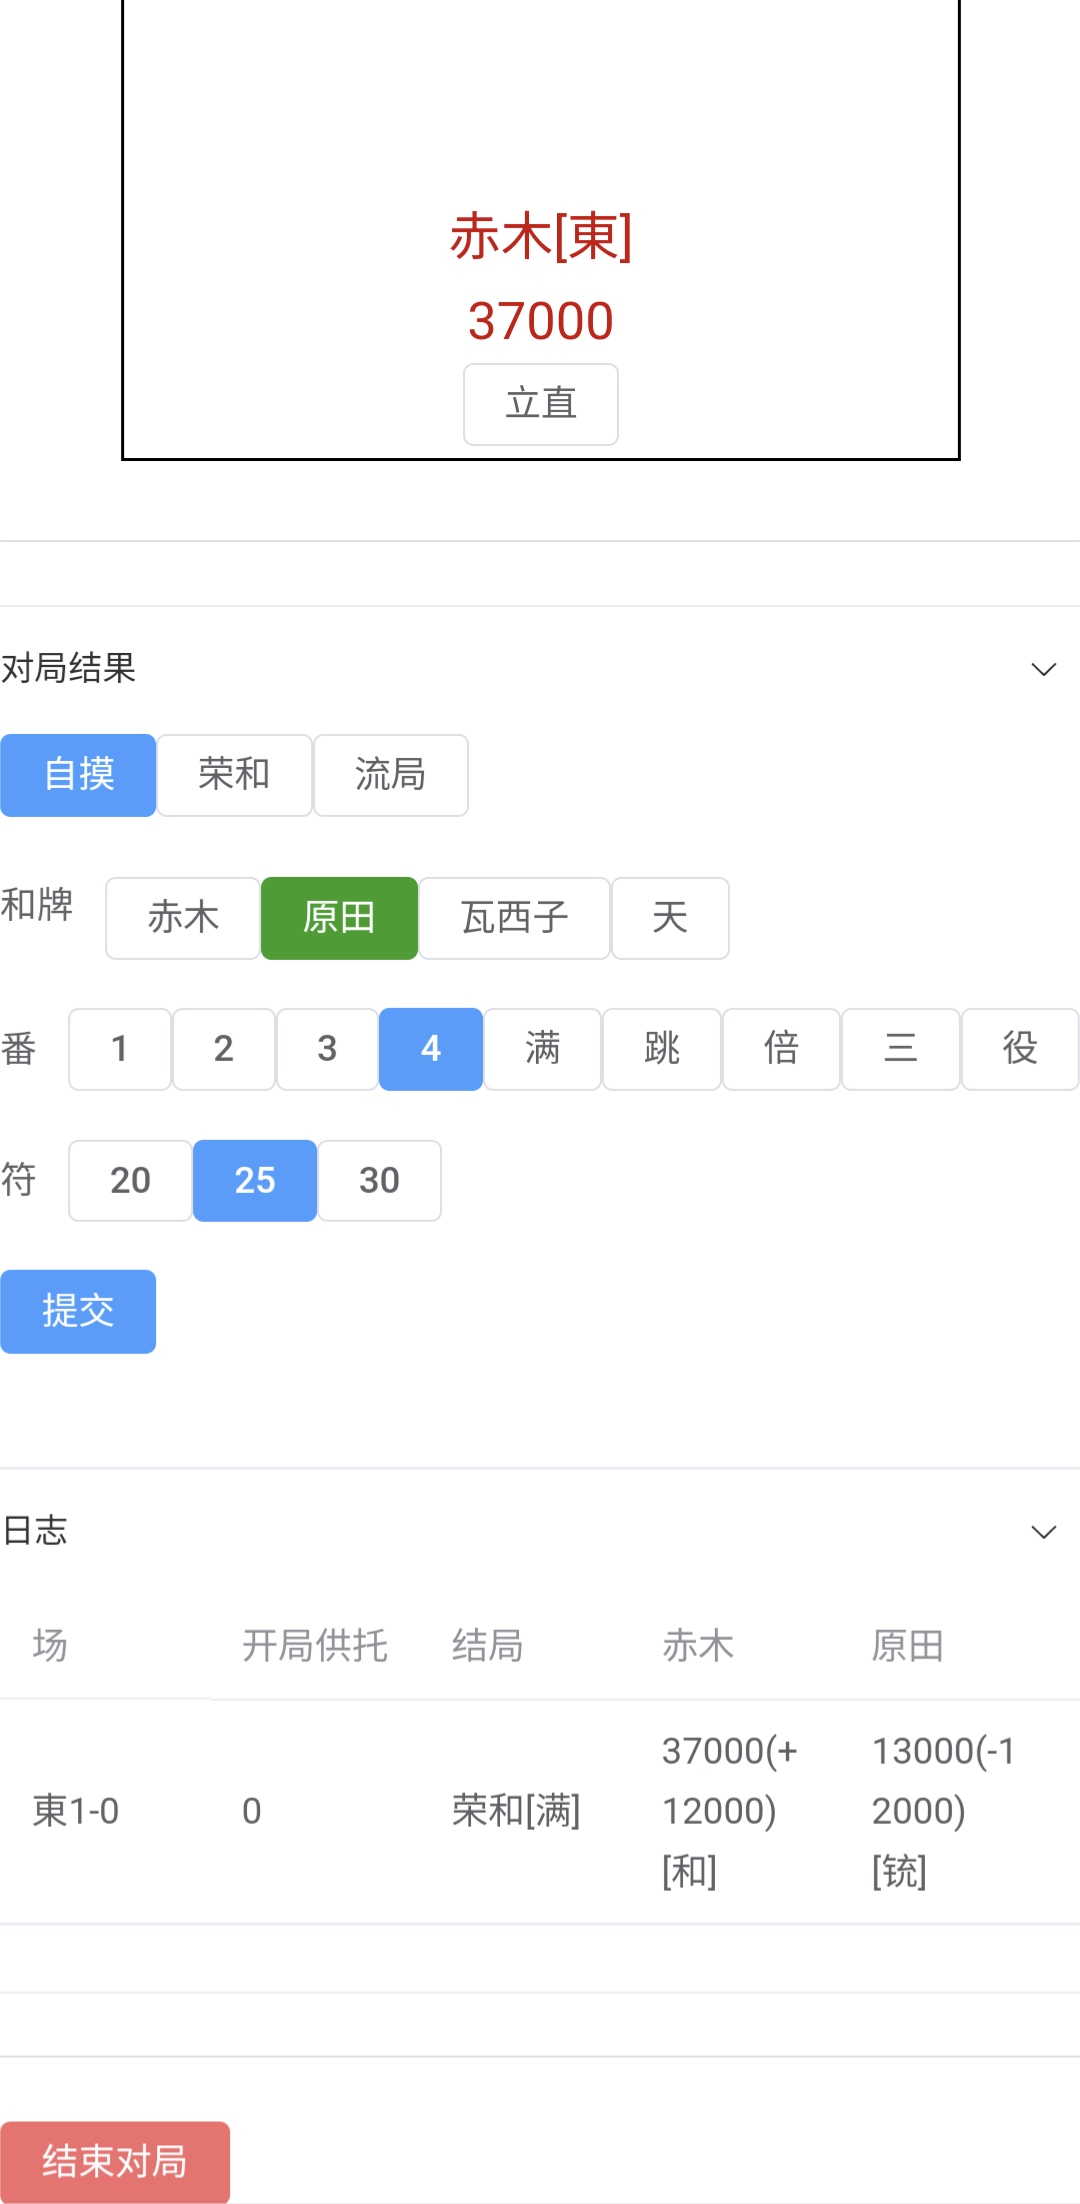 赤木[東]
37000
立直
对局结果
自摸 荣和 流局
和牌 赤木 原田 瓦西子 天
番 1 2 3 4 满 跳 倍 三 役
符 20 25 30
提交
日志
场 开局供托 结局 赤木 原田
37000(+ 13000(-1
東1-0 0 荣和[满] 12000) 2000)
[和] [铳]
结束对局